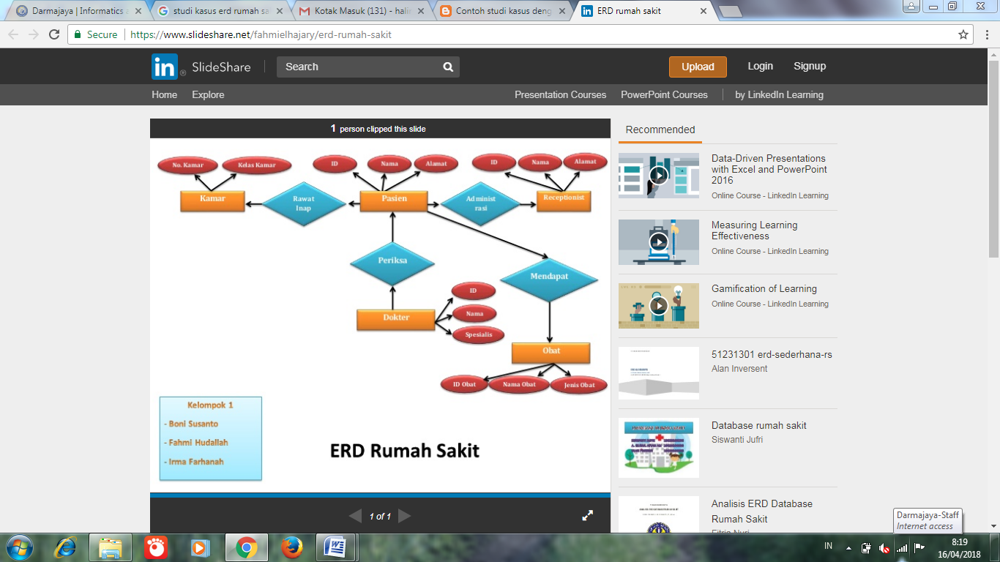 Darmajaya | Informatics a
studi kasus erd rumah sa
Kotak Masuk (131) - halim
Contoh studi kasus deng
ERD rumah sakit
Secure
https://www.slideshare.net/fahmielhajary/erd-rumah-sakit
in ® SlideShare
Search
Upload
Login
Signup
Home
Explore
Presentation Courses
PowerPoint Courses
by LinkedIn Learning
1 person clipped this slide
No. Kamar
Kelas Kamar
ID
Nama
Alamat
ID
Nama
Alamat
Kamar
Rawat
Inap
Pasien
Administ
rasi
Receptionist
Periksa
Mendapat
Dokter
ID
Nama
Spesialis
Obat
ID Obat
Nama Obat
Jenis Obat
Kelompok 1
- Boni Susanto
- Fahmi Hudallah
- Irma Farhanah
ERD Rumah Sakit
1 of 1
Recommended
Data-Driven Presentations
with Excel and PowerPoint
2016
Online Course - LinkedIn Learning
Measuring Learning
Effectiveness
Online Course - LinkedIn Learning
Gamification of Learning
Online Course - LinkedIn Learning
51231301 erd-sederhana-rs
Alan Inversent
Database rumah sakit
Siswanti Jufri
Analisis ERD Database
Rumah Sakit
Fitria Nuri
Darmajaya-Staff
Internet access
IN
8:19
16/04/2018